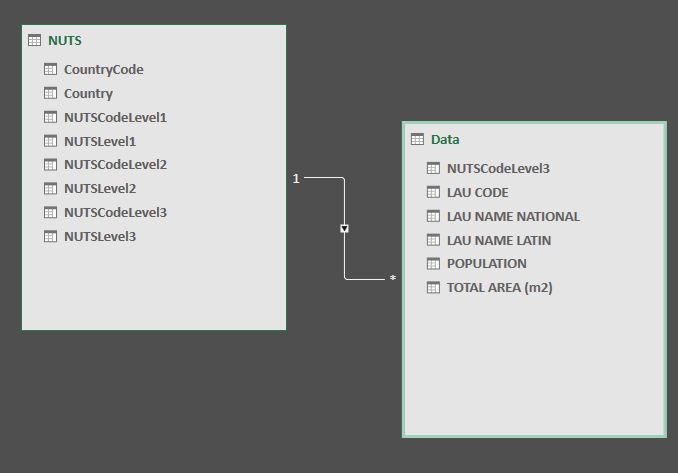 NUTS
CountryCode
Country
NUTSCodeLevel1
NUTSLevel1
NUTSCodeLevel2
NUTSLevel2
NUTSCodeLevel3
NUTSLevel3
1
*
Data
NUTSCodeLevel3
LAU CODE
LAU NAME NATIONAL
LAU NAME LATIN
POPULATION
TOTAL AREA (m2)